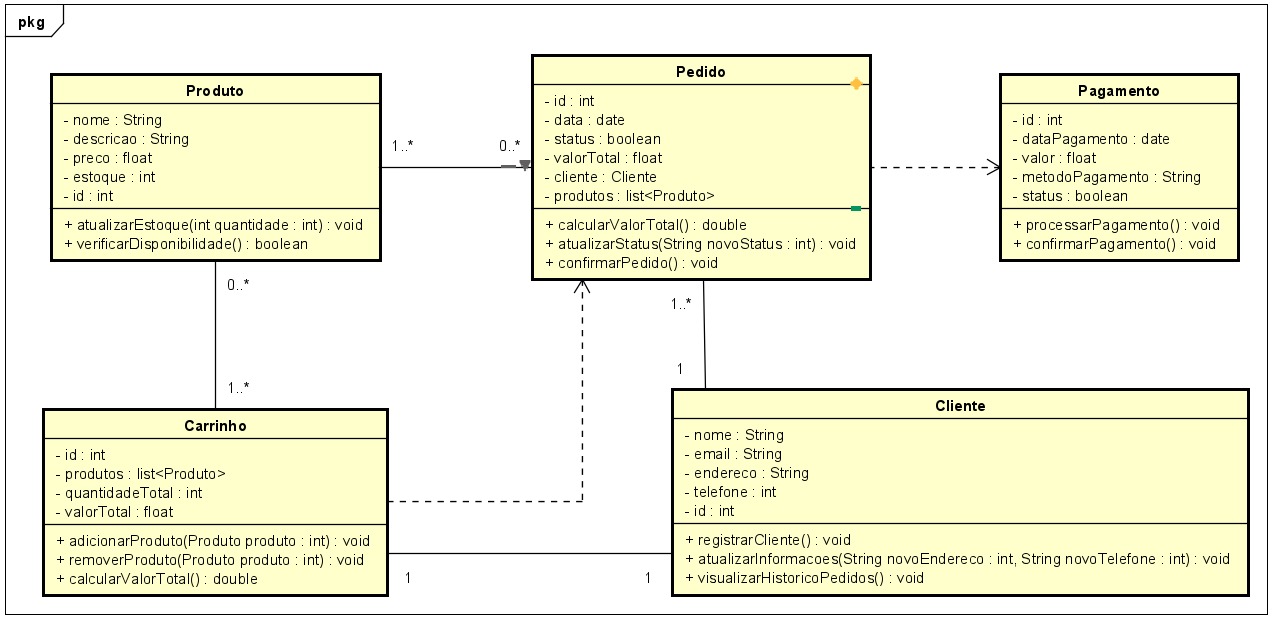 pkg
Produto
- nome : String
- descricao : String
- preco : float
- estoque : int
- id : int
+ atualizarEstoque(int quantidade : int) : void
+ verificarDisponibilidade() : boolean
1..*
0..*
Pedido
- id : int
- data : date
- status : boolean
- valorTotal : float
- cliente : Cliente
- produtos : list<Produto>
+ calcularValorTotal() : double
+ atualizarStatus(String novoStatus : int) : void
+ confirmarPedido() : void
Pagamento
- id : int
- dataPagamento : date
- valor : float
- metodoPagamento : String
- status : boolean
+ processarPagamento() : void
+ confirmarPagamento() : void
0..*
1..*
1..*
1
Carrinho
- id : int
- produtos : list<Produto>
- quantidadeTotal : int
- valorTotal : float
+ adicionarProduto(Produto produto : int) : void
+ removerProduto(Produto produto : int) : void
+ calcularValorTotal() : double
1
1
Cliente
- nome : String
- email : String
- endereco : String
- telefone : int
- id : int
+ registrarCliente() : void
+ atualizarInformacoes(String novoEndereco : int, String novoTelefone : int) : void
+ visualizarHistoricoPedidos() : void